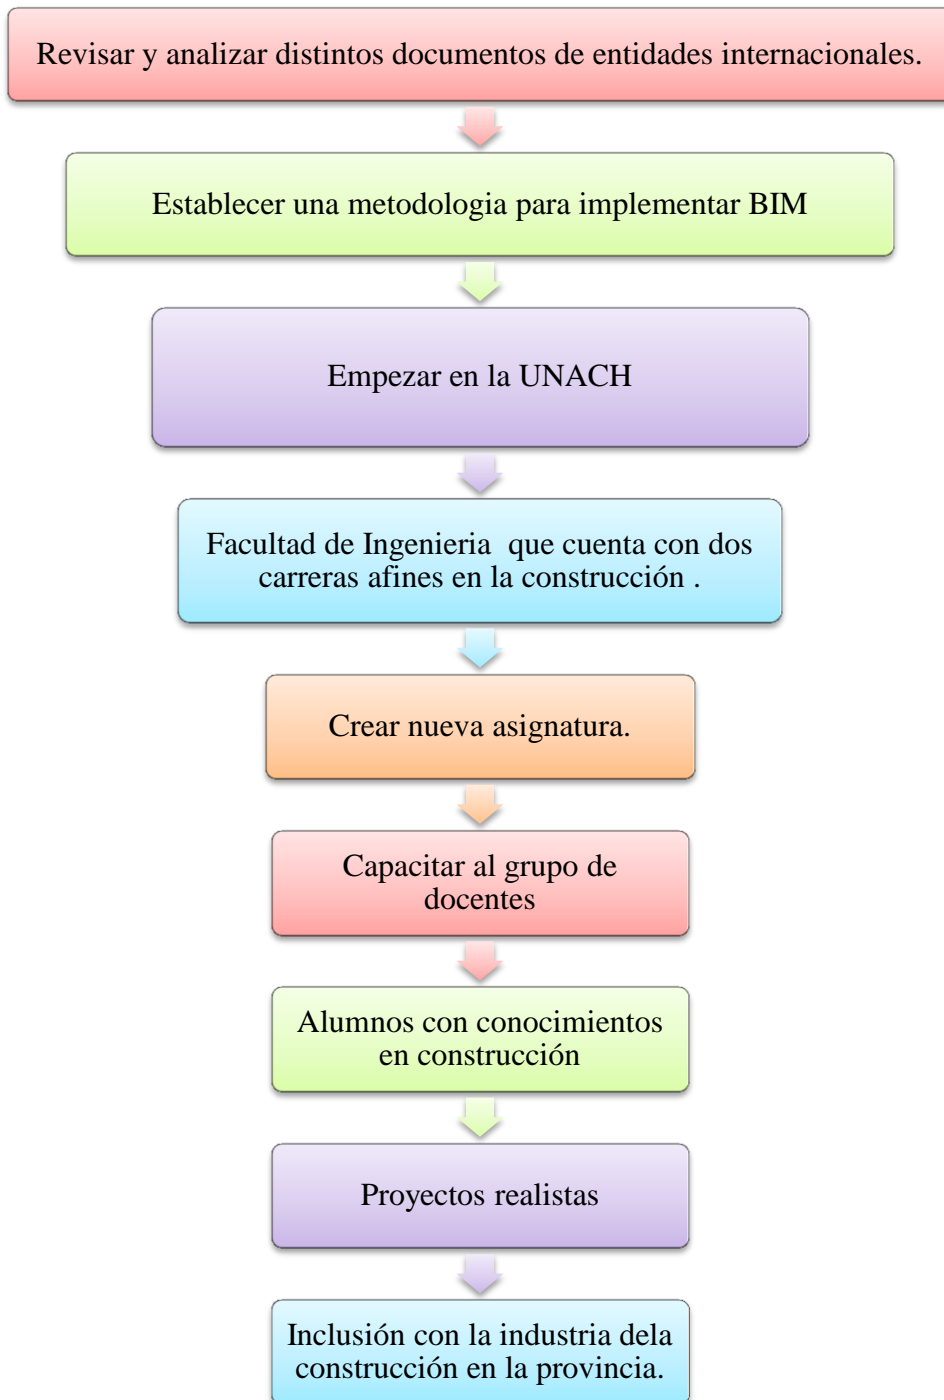 Revisar y analizar distintos documentos de entidades internacionales.
Establecer una metodologia para implementar BIM
Empezar en la UNACH
Facultad de Ingenieria  que cuenta con dos
carreras afines en la construcción .
Crear nueva asignatura.
Capacitar al grupo de
docentes
Alumnos con conocimientos
en construcción
Proyectos realistas
Inclusión con la industria dela
construcción en la provincia.